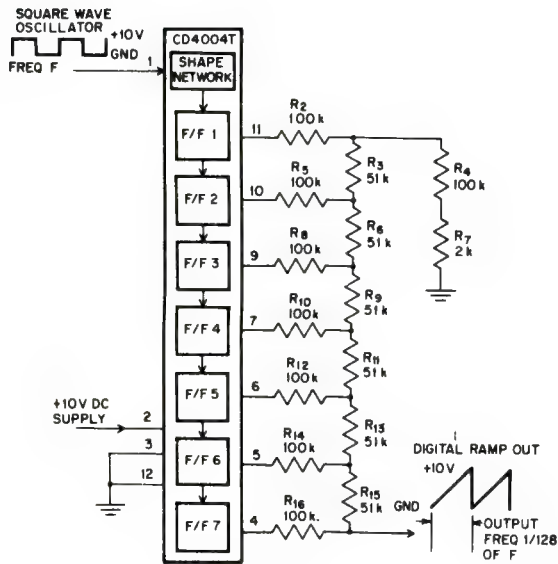 SQUARE WAVE
OSCILLATOR
+10V
GND
FREQ F
1
CD4004T
SHAPE
NETWORK
F/F 1
11
R2
100k
R3
51k
R4
100k
F/F 2
10
R5
100k
R6
51k
R7
2k
F/F 3
9
R8
100k
R9
51k
F/F 4
7
R10
100k
R11
51k
F/F 5
6
R12
100k
R13
51k
+10V DC
SUPPLY
2
3
12
F/F 6
5
R14
100k
R15
51k
F/F 7
4
R16
100k.
DIGITAL RAMP OUT
+10V
GND
OUTPUT
FREQ 1/128
OF F